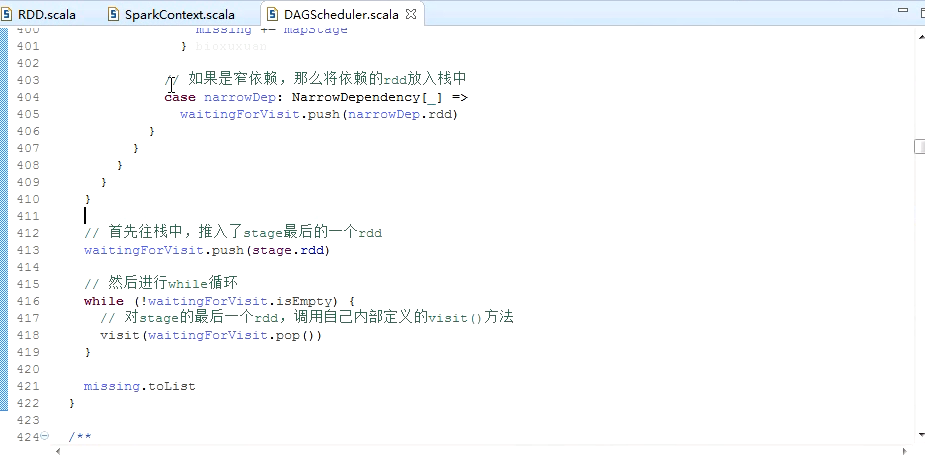 RDD.scala SparkContext.scala DAGScheduler.scala
400 missing += mapStage
401 }
402
403 // 如果是窄依赖，那么将依赖的rdd放入栈中
404 case narrowDep: NarrowDependency[_] =>
405 waitingForVisit.push(narrowDep.rdd)
406 }
407 }
408 }
409 }
410 }
411
412 // 首先往栈中，推入了stage最后的一个rdd
413 waitingForVisit.push(stage.rdd)
414
415 // 然后进行while循环
416 while (!waitingForVisit.isEmpty) {
417 // 对stage的最后一个rdd，调用自己内部定义的visit()方法
418 visit(waitingForVisit.pop())
419 }
420
421 missing.toList
422 }
423
424 /**